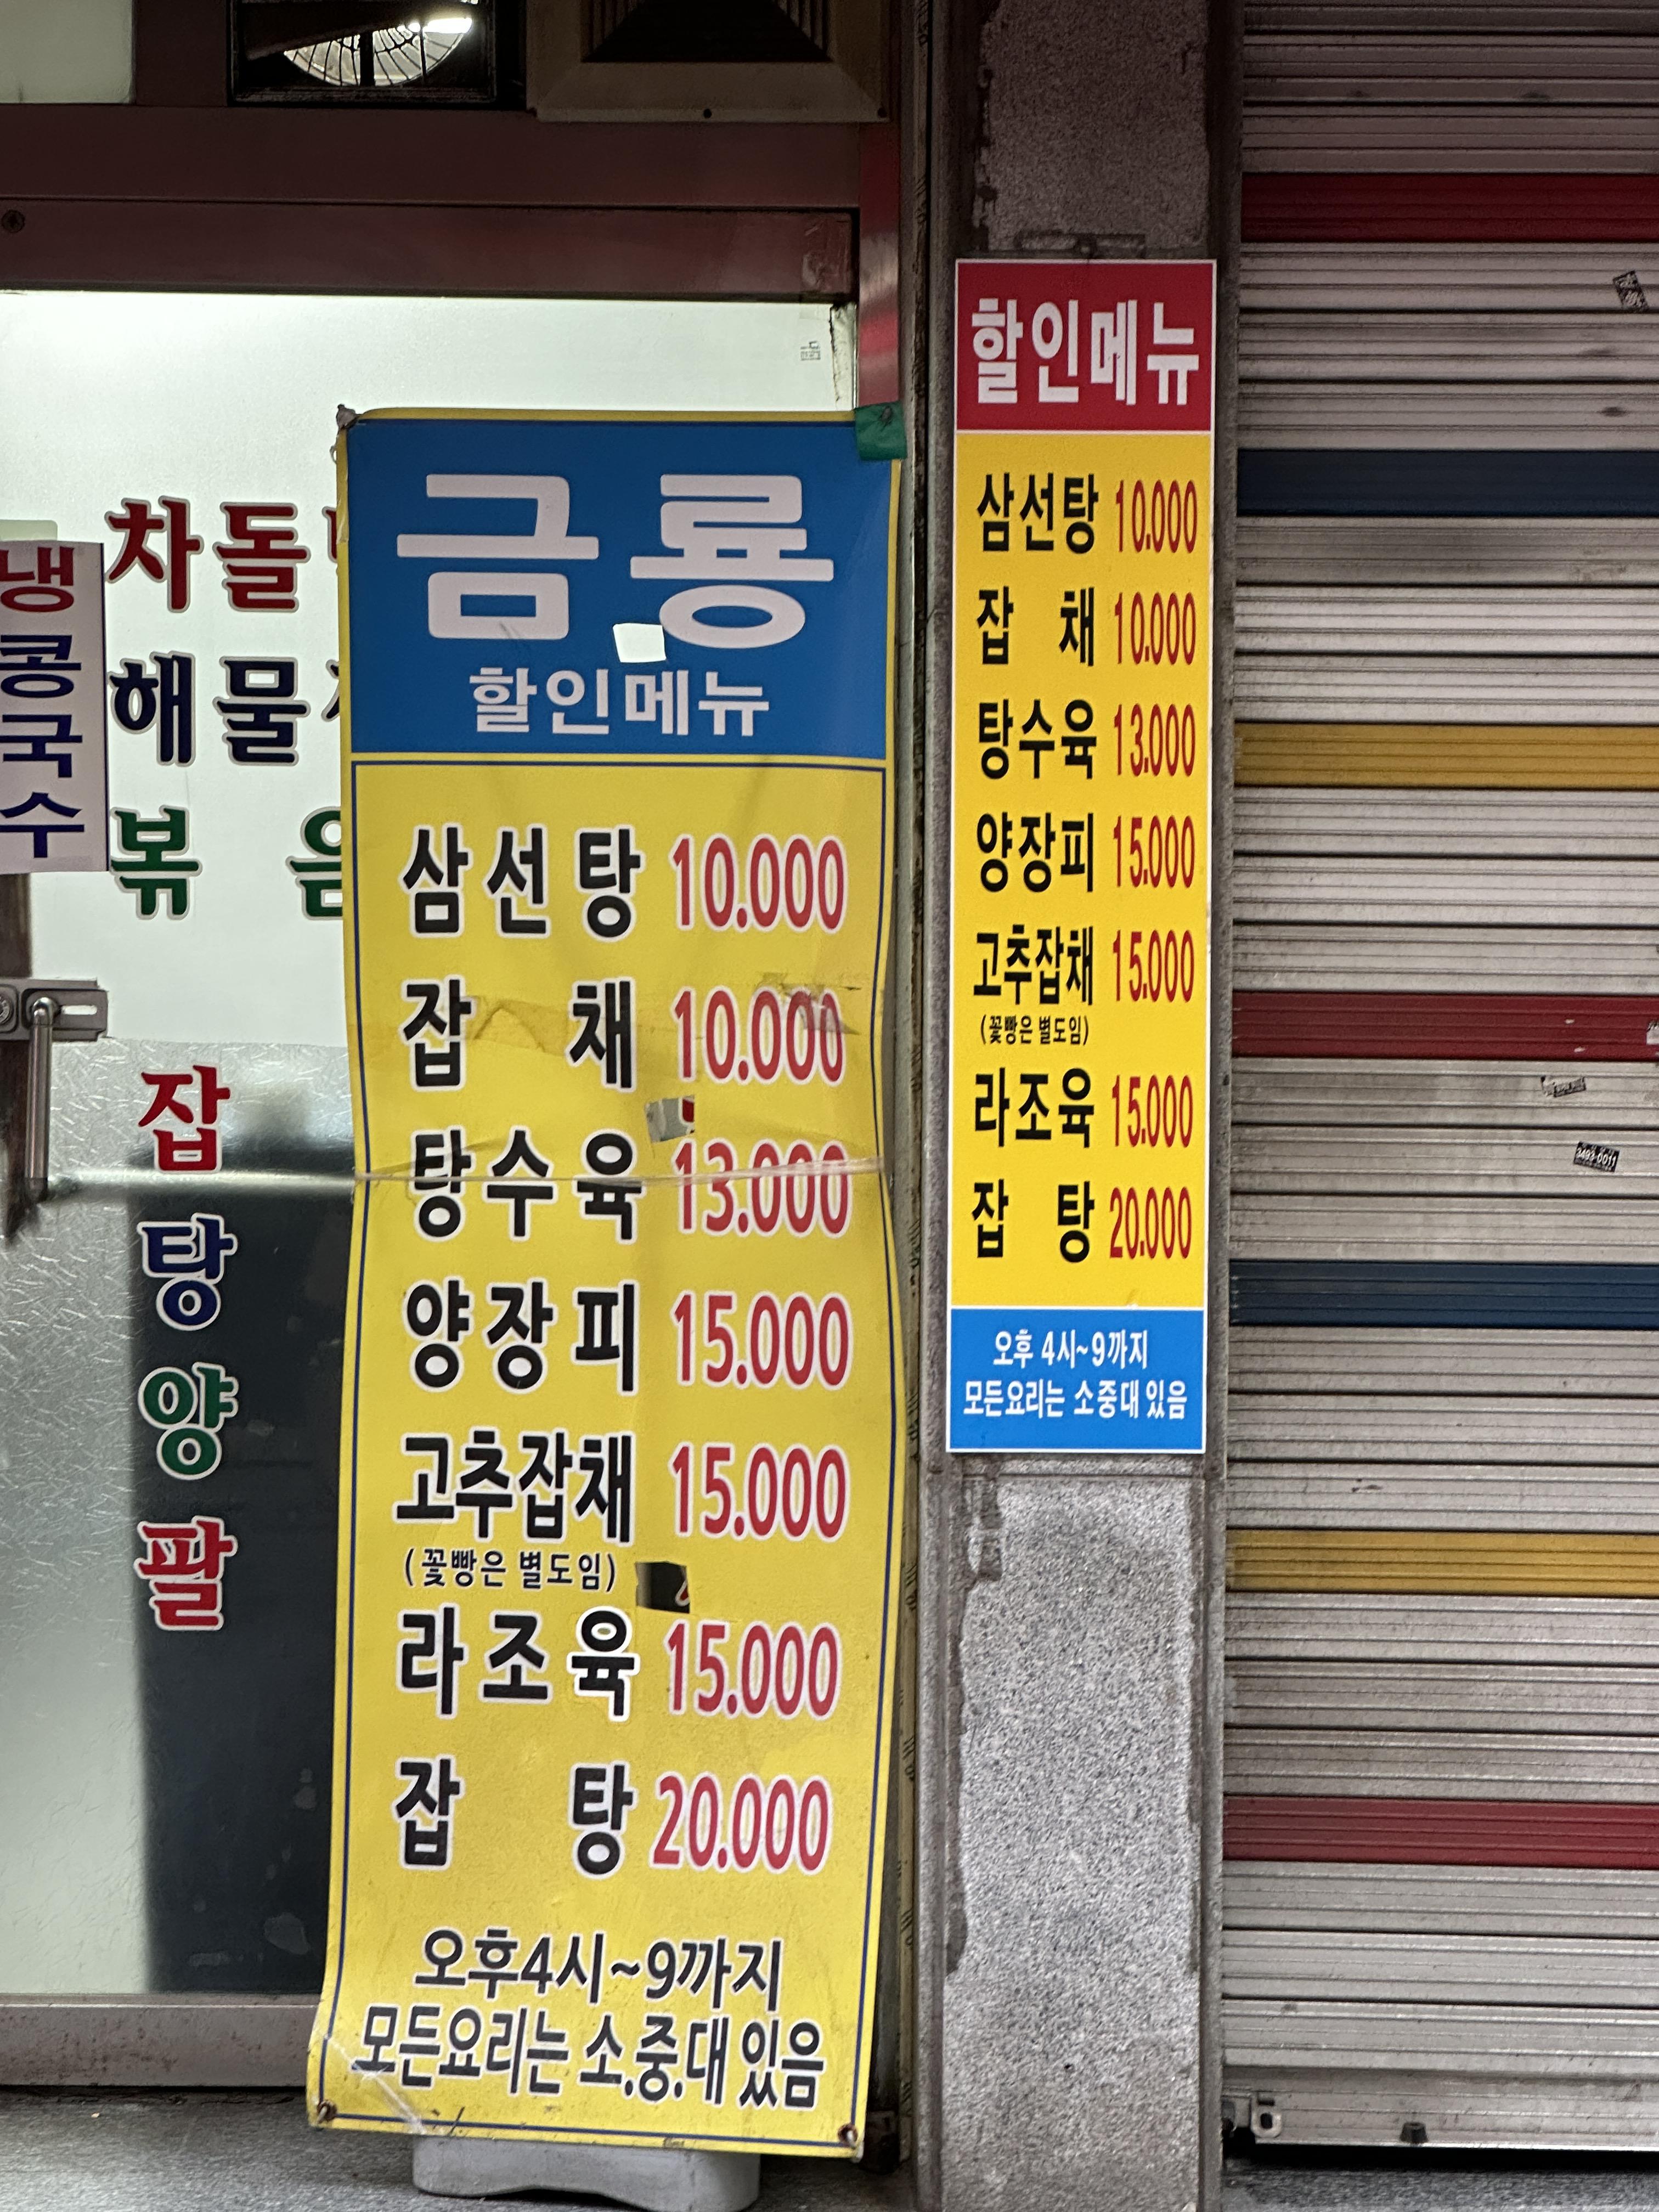 냉콩국수
차돌
해물
볶음
잡탕
양
팔
금룡
할인메뉴
삼선탕 10.000
잡채 10.000
탕수육 13.000
양장피 15.000
고추잡채 15.000
(꽃빵은 별도임)
라조육 15.000
잡탕 20.000
오후4시~9까지
모든요리는 소.중.대 있음
할인메뉴
삼선탕 10.000
잡채 10.000
탕수육 13.000
양장피 15.000
고추잡채 15.000
(꽃빵은 별도임)
라조육 15.000
잡탕 20.000
오후 4시~9까지
모든요리는 소중대 있음